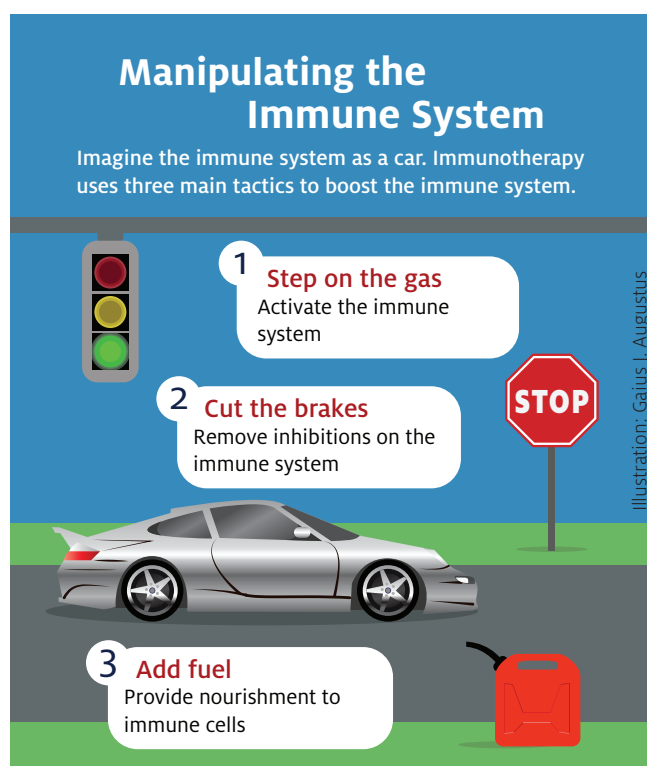 Manipulating the
Immune System
Imagine the immune system as a car. Immunotherapy
uses three main tactics to boost the immune system.
1
Step on the gas
Activate the immune
system
2
Cut the brakes
Remove inhibitions on the
immune system
STOP
3
Add fuel
Provide nourishment to
immune cells
Illustration: Gaius J. Augustus